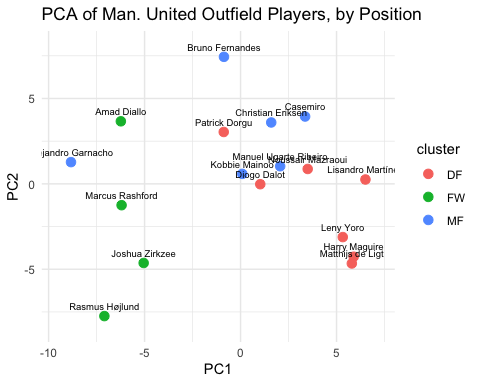 PCA of Man. United Outfield Players, by Position
Bruno Fernandes
Casemiro
Amad Diallo
Christian Eriksen
Patrick Dorgu
jandro Garnacho
Manuel Ugarte Ribeiro
Noussair Mazraoui
Kobbie Mainoo
Lisandro Martíne
Diogo Dalot
Marcus Rashford
Leny Yoro
Harry Maguire
Matthijs de Ligt
Joshua Zirkzee
Rasmus Højlund
5
0
-5
-10
-5
0
5
PC1
PC2
cluster
DF
FW
MF